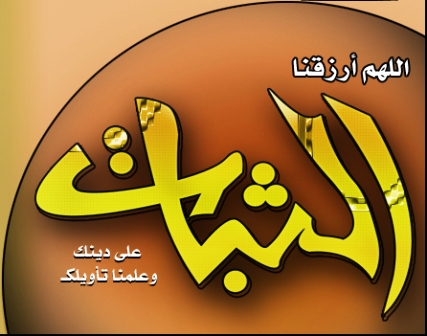 اللهم أرزقنا
الثبات
على دينك
وعلمنا تأويلك